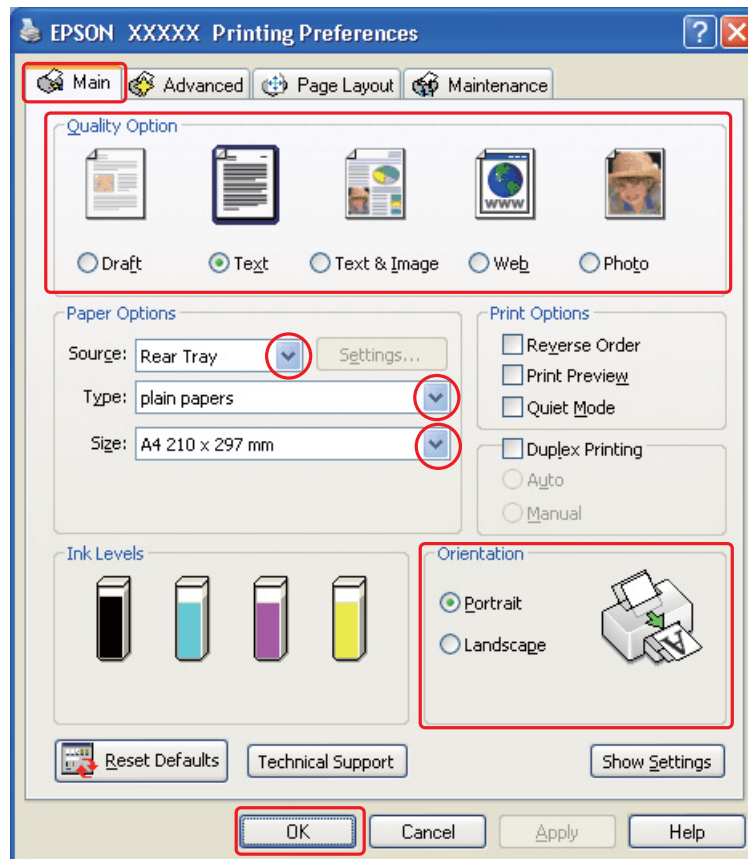 EPSON XXXXX Printing Preferences
Main Advanced Page Layout Maintenance
Quality Option
WWW
Draft Text Text & Image Web Photo
Paper Options
Source: Rear Tray Settings...
Type: plain papers
Size: A4 210 x 297 mm
Print Options
Reverse Order
Print Preview
Quiet Mode
Duplex Printing
Auto
Manual
Ink Levels
Orientation
Portrait
Landscape
A
Reset Defaults Technical Support Show Settings
OK Cancel Apply Help